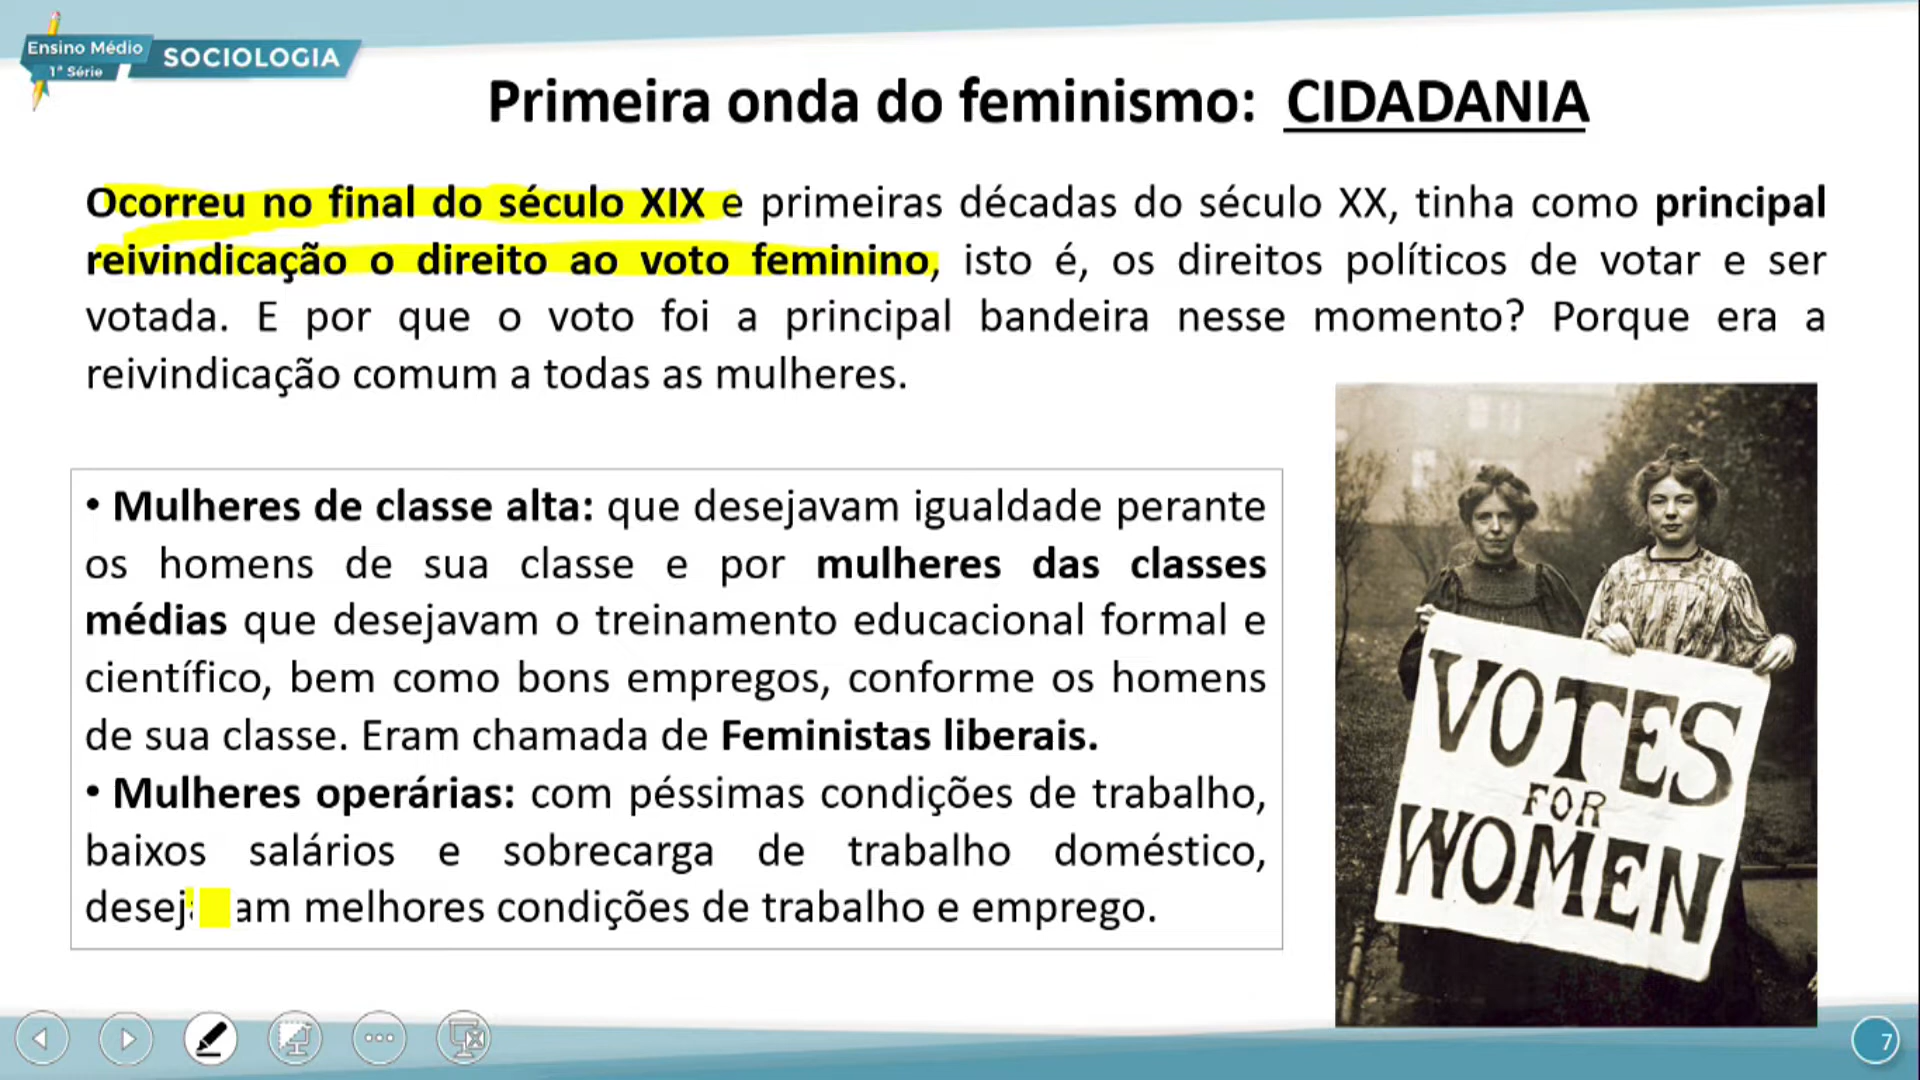 Ensino Médio
1ª Série
SOCIOLOGIA
Primeira onda do feminismo: CIDADANIA
Ocorreu no final do século XIX e primeiras décadas do século XX, tinha como principal
reivindicação o direito ao voto feminino, isto é, os direitos políticos de votar e ser
votada. E por que o voto foi a principal bandeira nesse momento? Porque era a
reivindicação comum a todas as mulheres.
• Mulheres de classe alta: que desejavam igualdade perante
os homens de sua classe e por mulheres das classes
médias que desejavam o treinamento educacional formal e
científico, bem como bons empregos, conforme os homens
de sua classe. Eram chamada de Feministas liberais.
• Mulheres operárias: com péssimas condições de trabalho,
baixos salários e sobrecarga de trabalho doméstico,
melhores condições de trabalho e emprego.
VOTES
FOR
WOMEN
7